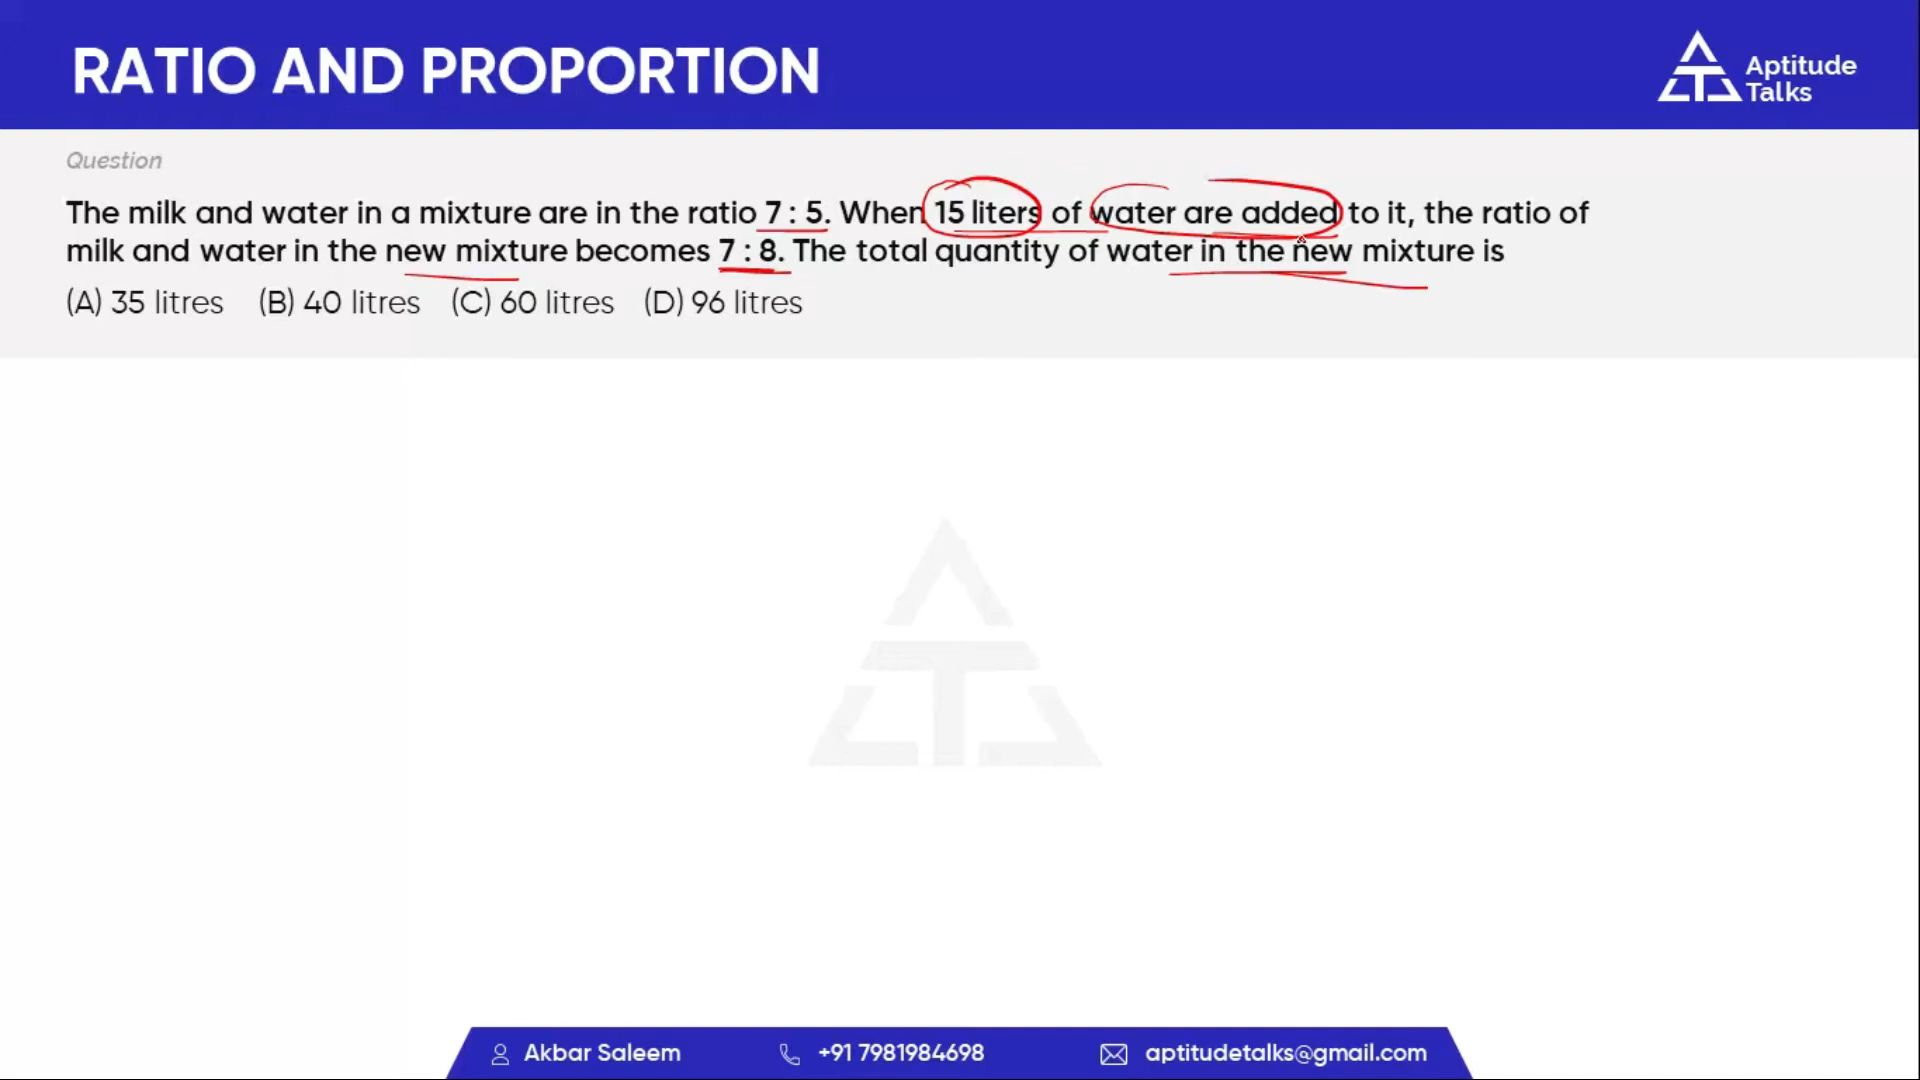 RATIO AND PROPORTION
Aptitude
Talks
Question
The milk and water in a mixture are in the ratio 7 : 5. When 15 liters of water are added to it, the ratio of
milk and water in the new mixture becomes 7 : 8. The total quantity of water in the new mixture is
(A) 35 litres (B) 40 litres (C) 60 litres (D) 96 litres
Akbar Saleem +91 7981984698 aptitudetalks@gmail.com